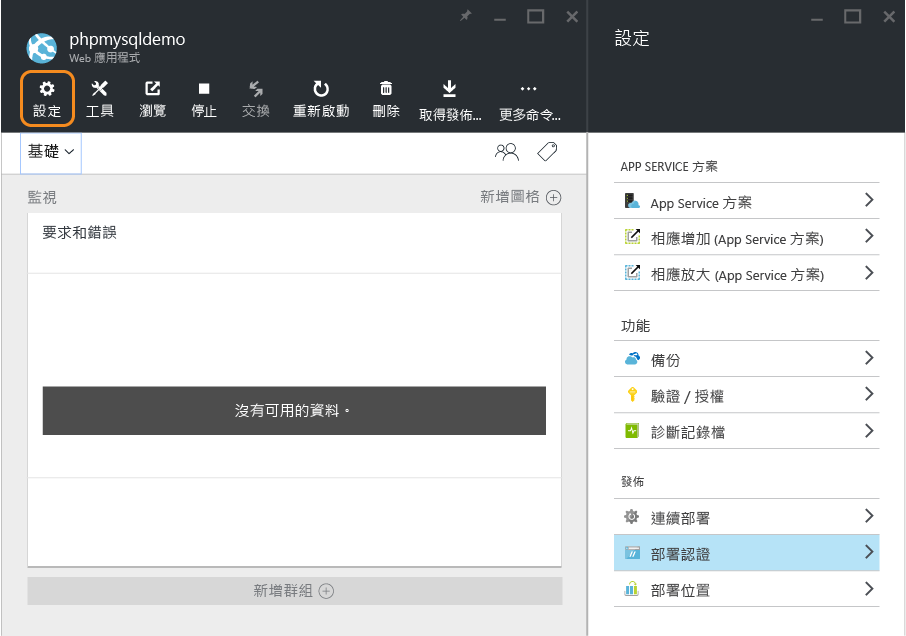 phpmysqldemo
Web 應用程式
設定
工具
瀏覽
停止
交換
重新啟動
刪除
取得發佈...
更多命令...
基礎
監視
新增圖格
要求和錯誤
沒有可用的資料。
新增群組
設定
APP SERVICE 方案
App Service 方案
相應增加 (App Service 方案)
相應放大 (App Service 方案)
功能
備份
驗證 / 授權
診斷記錄檔
發佈
連續部署
部署認證
部署位置